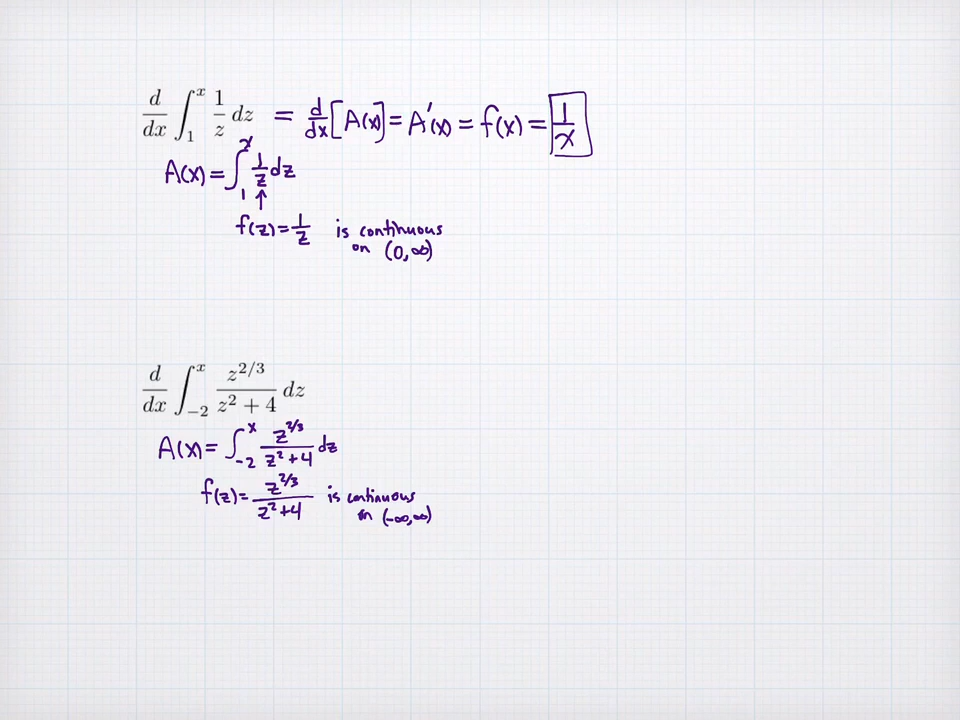 d/dx ∫_1^x 1/z dz = d/dx [A(x)] = A'(x) = f(x) = 1/x
A(x) = ∫_1^x 1/z dz
↑
f(z) = 1/z is continuous
on (0,∞)
d/dx ∫_{-2}^x z^{2/3}/(z^2 + 4) dz
A(x) = ∫_{-2}^x z^{2/3}/(z^2 + 4) dz
f(z) = z^{2/3}/(z^2 + 4) is continuous
on (-∞,∞)